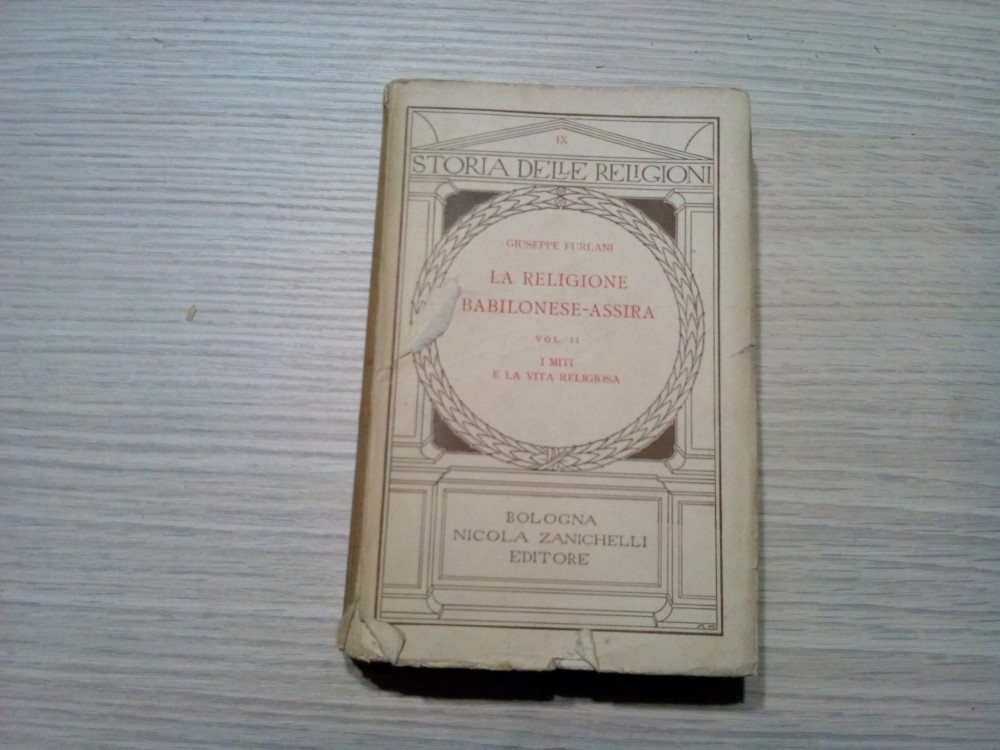 IX
STORIA DELLE RELIGIONI
GIUSEPPE FURLANI
LA RELIGIONE
BABILONESE-ASSIRA
VOL. II
I MITI
E LA VITA RELIGIOSA
BOLOGNA
NICOLA ZANICHELLI
EDITORE